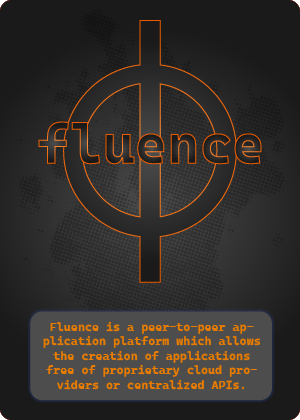 fluence
Fluence is a peer-to-peer ap-
plication platform which allows
the creation of applications
free of proprietary cloud pro-
viders or centralized APIs.